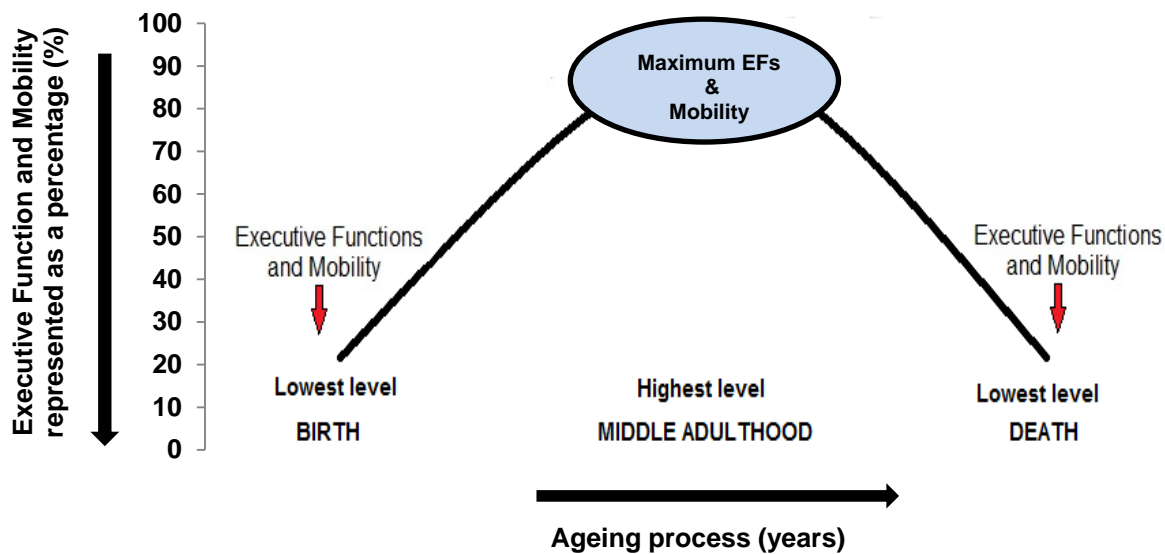 Executive Function and Mobility
represented as a percentage (%)
100
90
80
70
60
50
40
30
20
10
0
Maximum EFs
&
Mobility
Executive Functions
and Mobility
Executive Functions
and Mobility
Lowest level
BIRTH
Highest level
MIDDLE ADULTHOOD
Lowest level
DEATH
Ageing process (years)